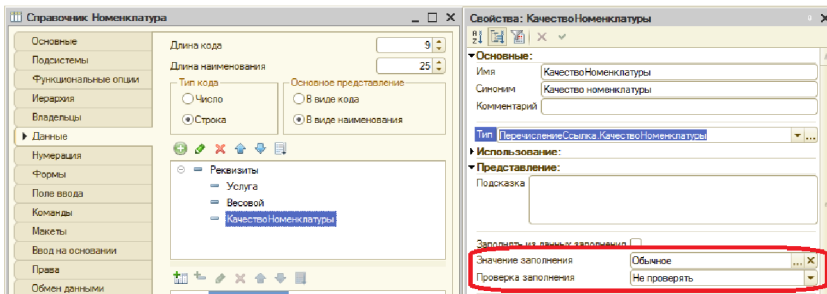 Справочник Номенклатура
Основные
Подсистемы
Функциональные опции
Иерархия
Владельцы
Данные
Нумерация
Формы
Поле ввода
Команды
Макеты
Ввод на основании
Права
Обмен данными
Длина кода 9
Длина наименования 25
Тип кода
Число
Строка
Основное представление
В виде кода
В виде наименования
Реквизиты
Услуга
Весовой
КачествоНоменклатуры
Свойства: КачествоНоменклатуры
Основные:
Имя КачествоНоменклатуры
Синоним Качество номенклатуры
Комментарий
Тип ПеречислениеСсылка.КачествоНоменклатуры
Использование:
Представление:
Подсказка
Заполнять из данных заполнения
Значение заполнения Обычное
Проверка заполнения Не проверять